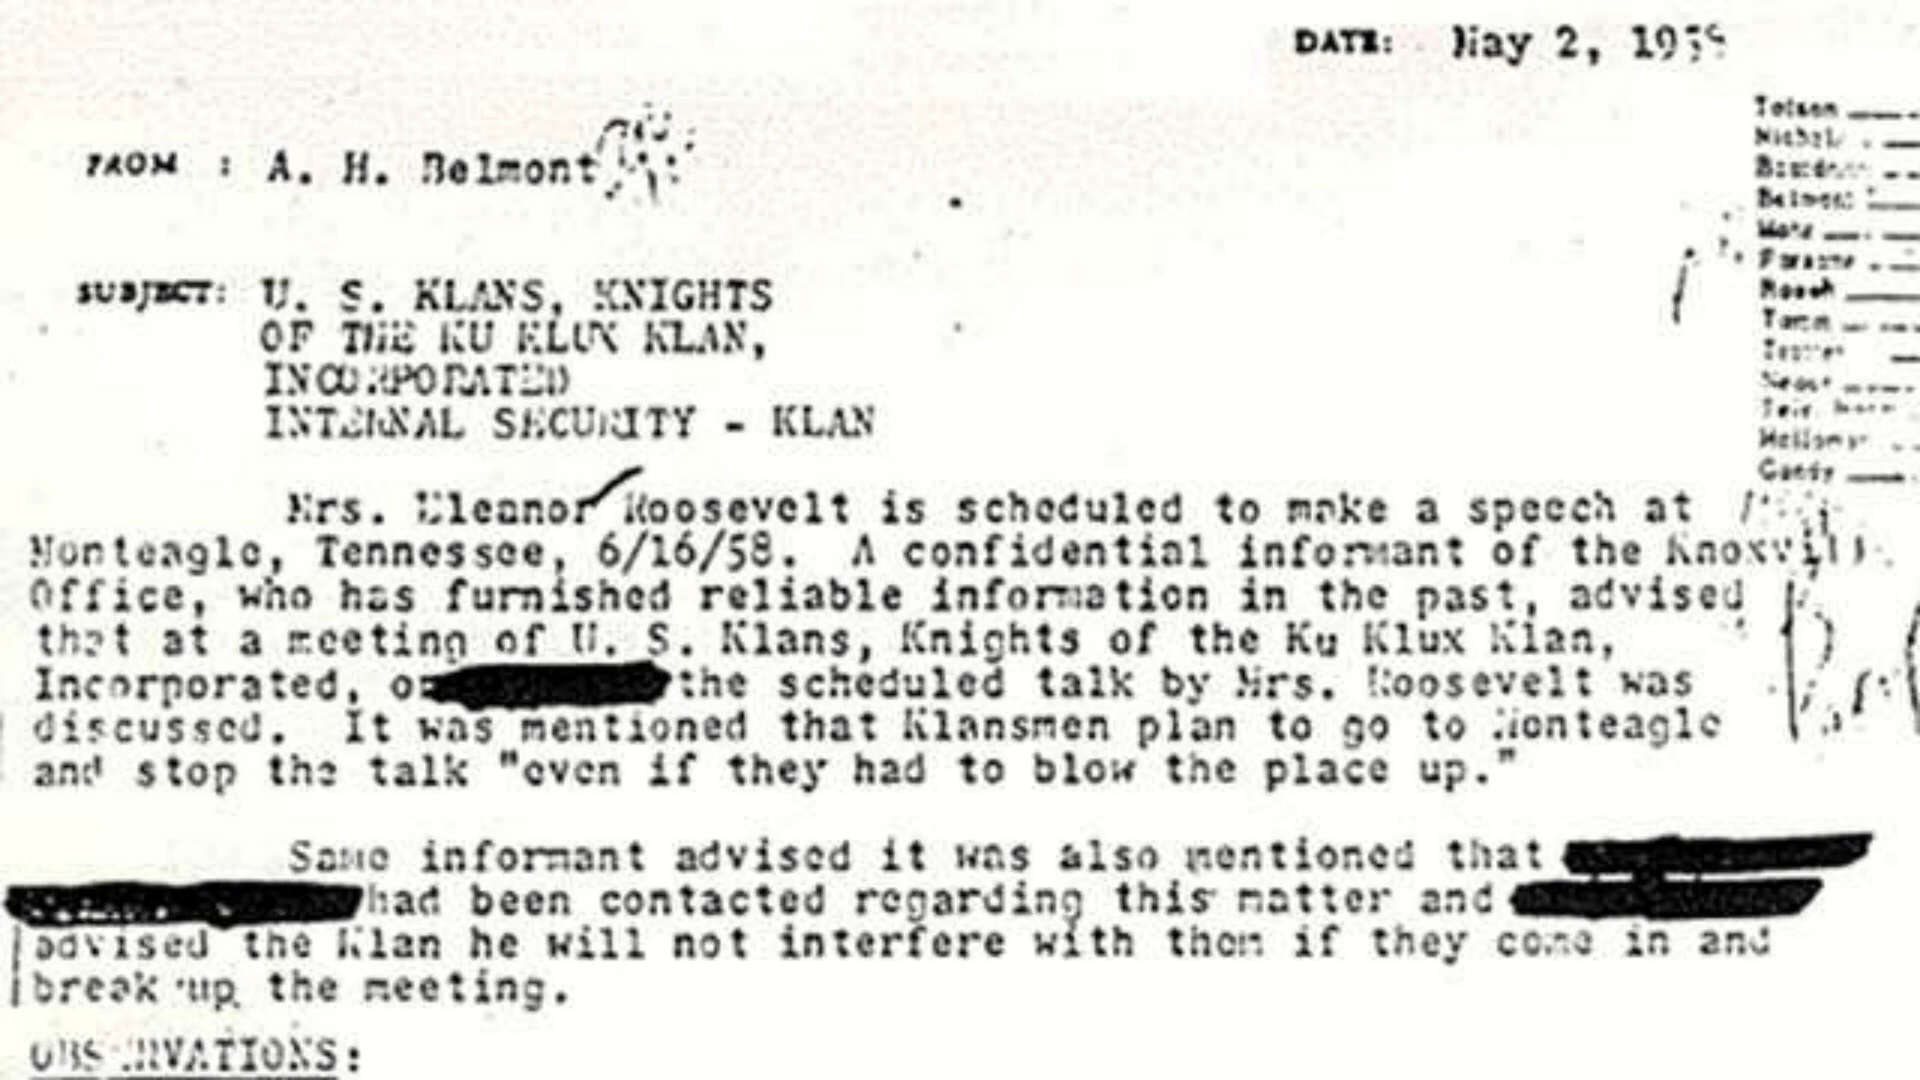 DATE: May 2, 195
FROM : A. H. Belmont
SUBJECT: U. S. KLANS, KNIGHTS
OF THE KU KLUX KLAN,
INCORPORATED
INTERNAL SECURITY - KLAN
Tolson
Belmont
Gandy
Mrs. Eleanor Roosevelt is scheduled to make a speech at
Monteagle, Tennessee, 6/16/58. A confidential informant of the
Office, who has furnished reliable information in the past, advised
that at a meeting of U. S. Klans, Knights of the Ku Klux Klan,
Incorporated, the scheduled talk by Mrs. Roosevelt was
discussed. It was mentioned that Klansmen plan to go to Monteagle
and stop the talk "even if they had to blow the place up."
Same informant advised it was also mentioned that
had been contacted regarding this matter and
advised the Klan he will not interfere with them if they come in and
break up the meeting.
OBSERVATIONS: